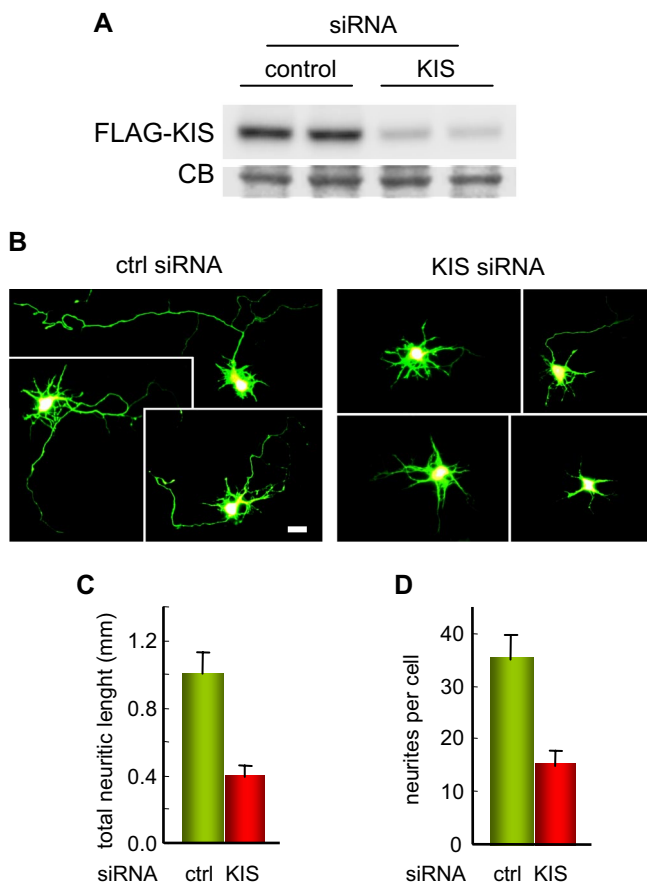 A
siRNA
control KIS
FLAG-KIS
CB
B
ctrl siRNA KIS siRNA
C
total neuritic lenght (mm)
1.2
0.8
0.4
0.0
siRNA ctrl KIS
D
neurites per cell
40
30
20
10
0
siRNA ctrl KIS